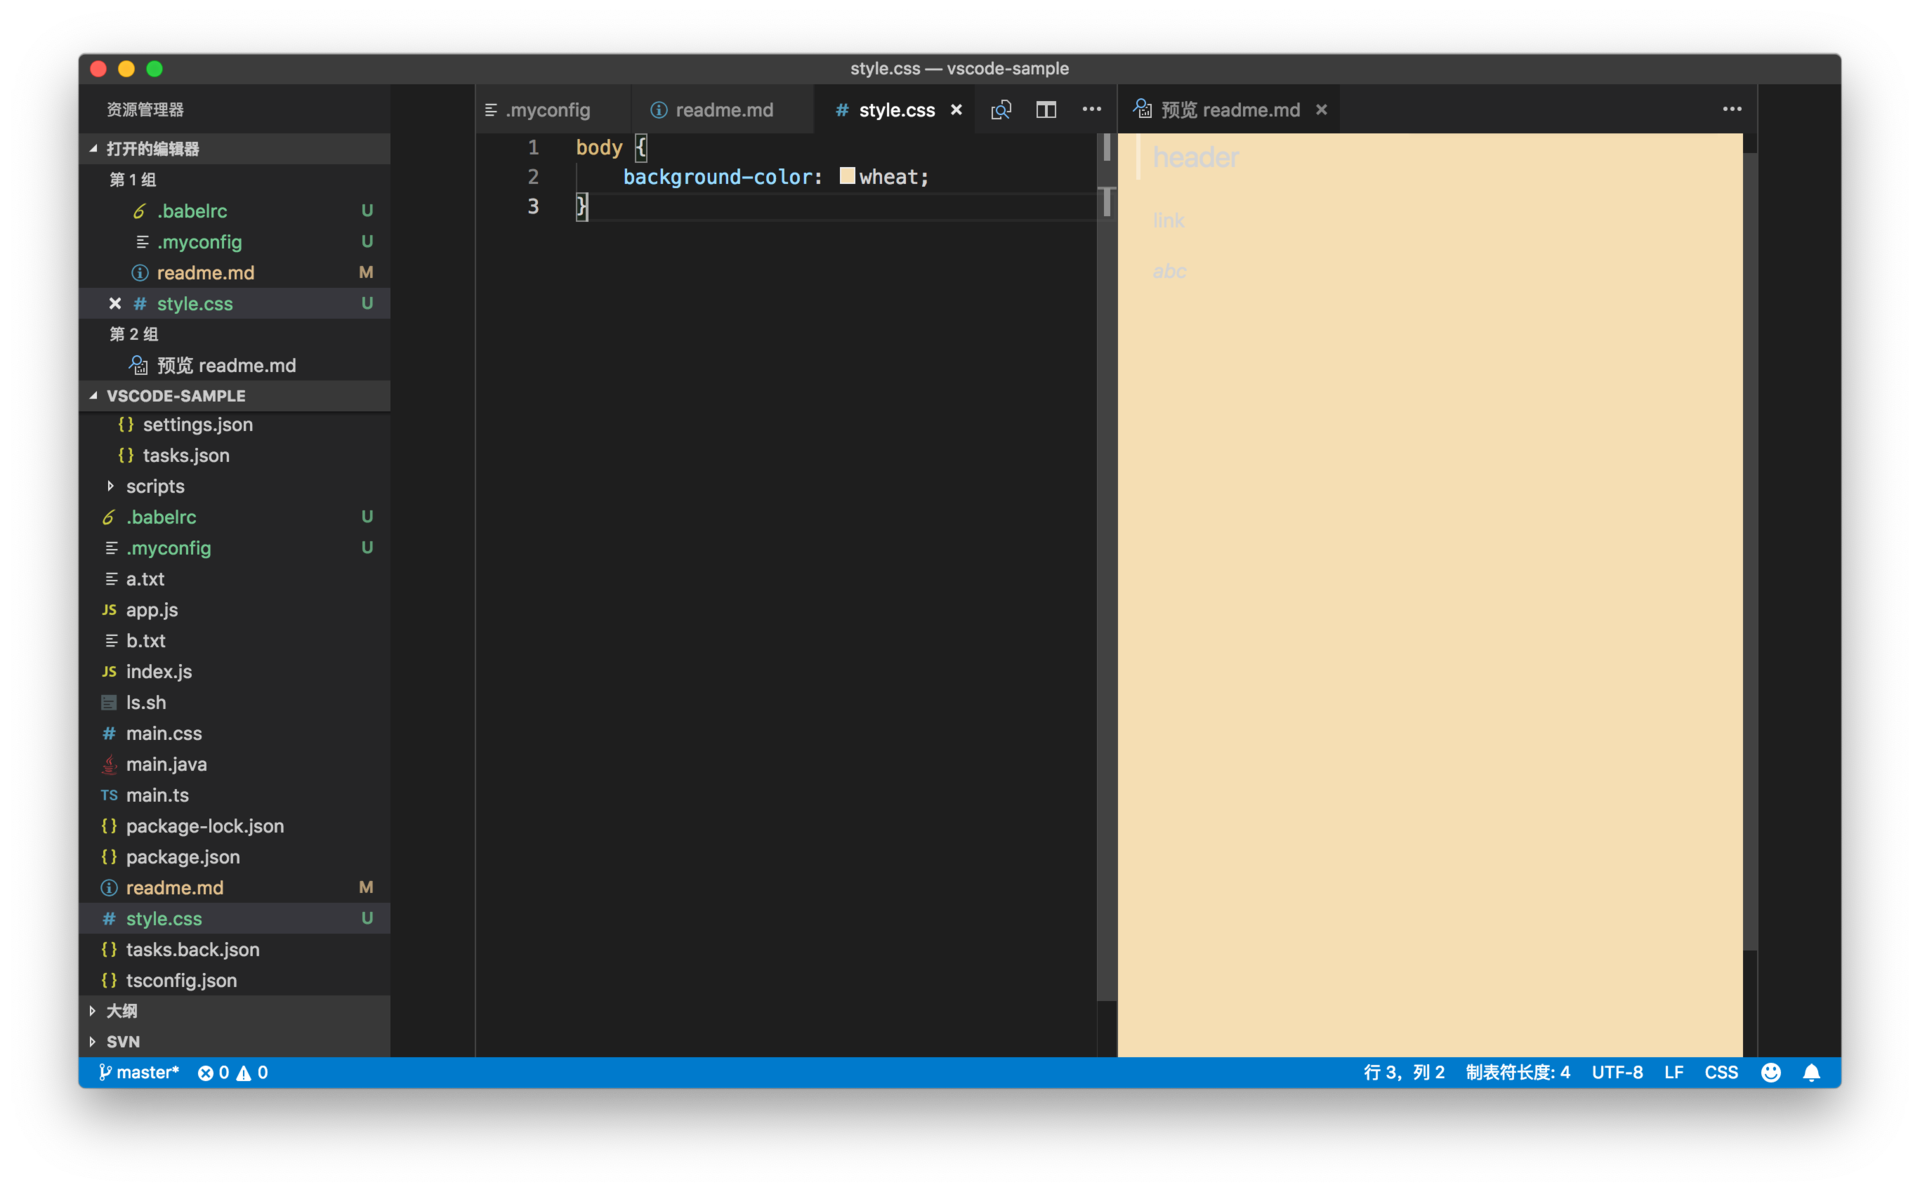 style.css — vscode-sample
资源管理器
打开的编辑器
第 1 组
.babelrc U
.myconfig U
readme.md M
# style.css U
第 2 组
预览 readme.md
VSCODE-SAMPLE
{} settings.json
{} tasks.json
scripts
.babelrc U
.myconfig U
a.txt
JS app.js
b.txt
JS index.js
ls.sh
# main.css
main.java
TS main.ts
{} package-lock.json
{} package.json
readme.md M
# style.css U
{} tasks.back.json
{} tsconfig.json
大纲
SVN
.myconfig
readme.md
# style.css
1 body {
2 background-color: wheat;
3 }
预览 readme.md
header
link
abc
master* 0 0
行 3，列 2 制表符长度: 4 UTF-8 LF CSS